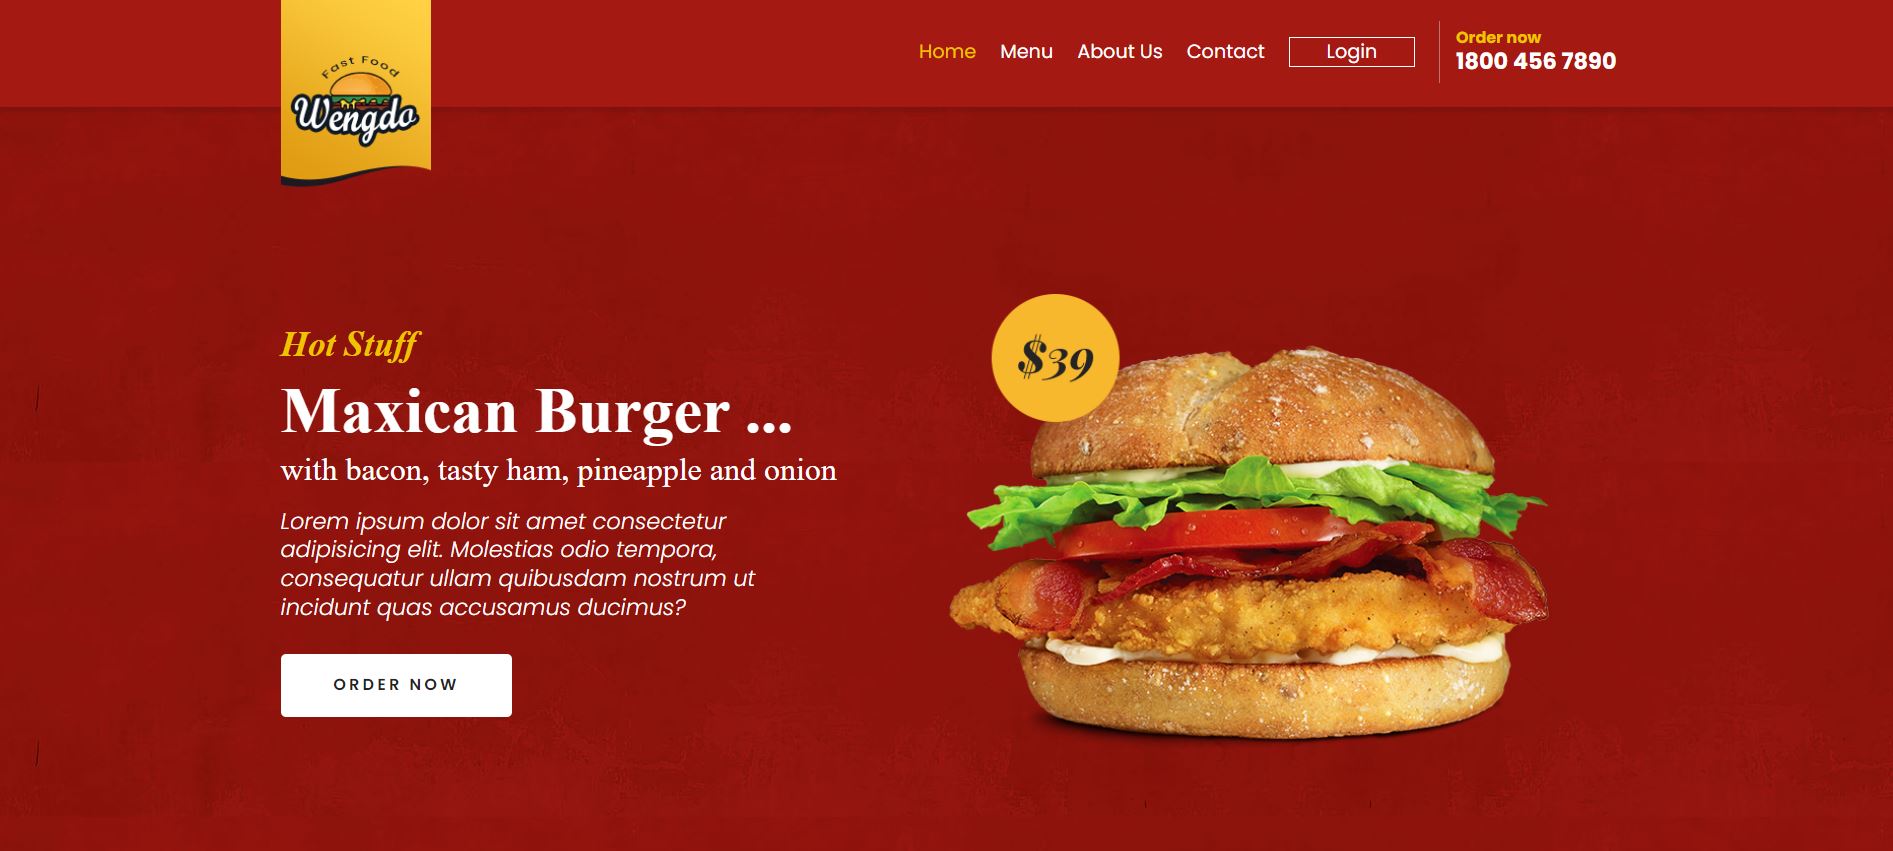 Fast Food
Wengdo
Home Menu About Us Contact Login
Order now
1800 456 7890
Hot Stuff
Maxican Burger ...
with bacon, tasty ham, pineapple and onion
Lorem ipsum dolor sit amet consectetur
adipisicing elit. Molestias odio tempora,
consequatur ullam quibusdam nostrum ut
incidunt quas accusamus ducimus?
ORDER NOW
$39